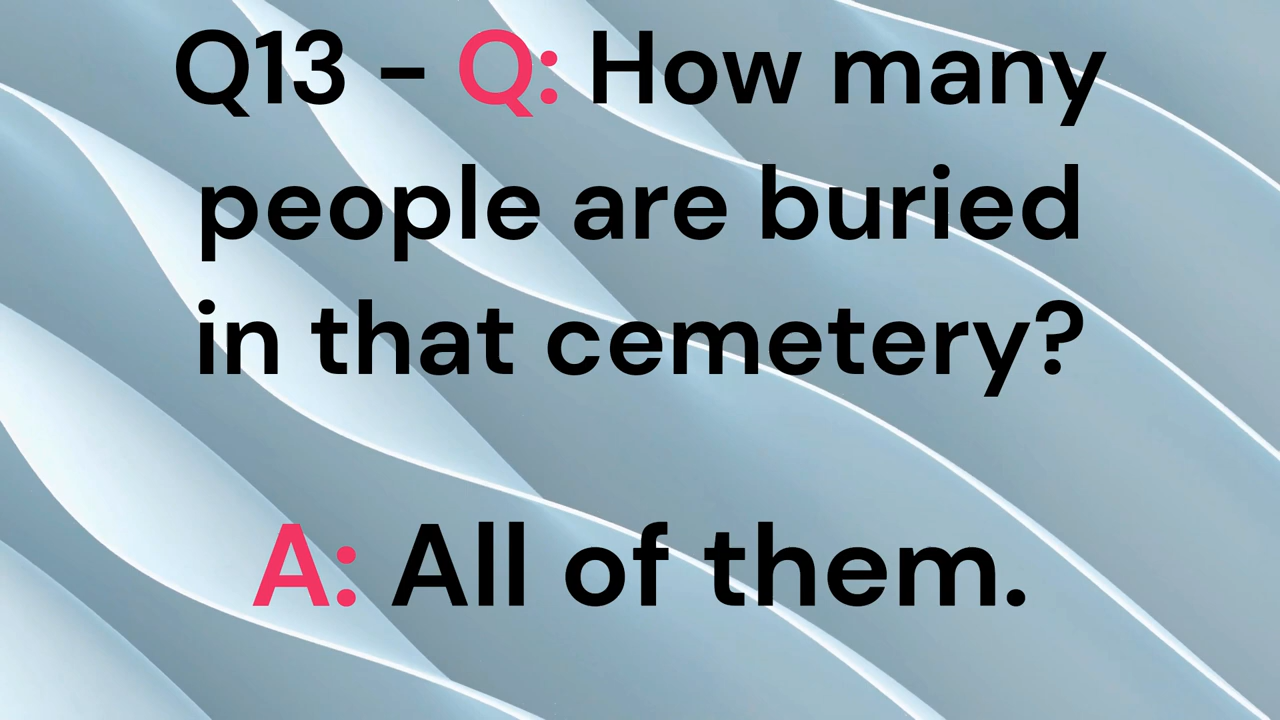 Q13 – Q: How many
people are buried
in that cemetery?
A: All of them.